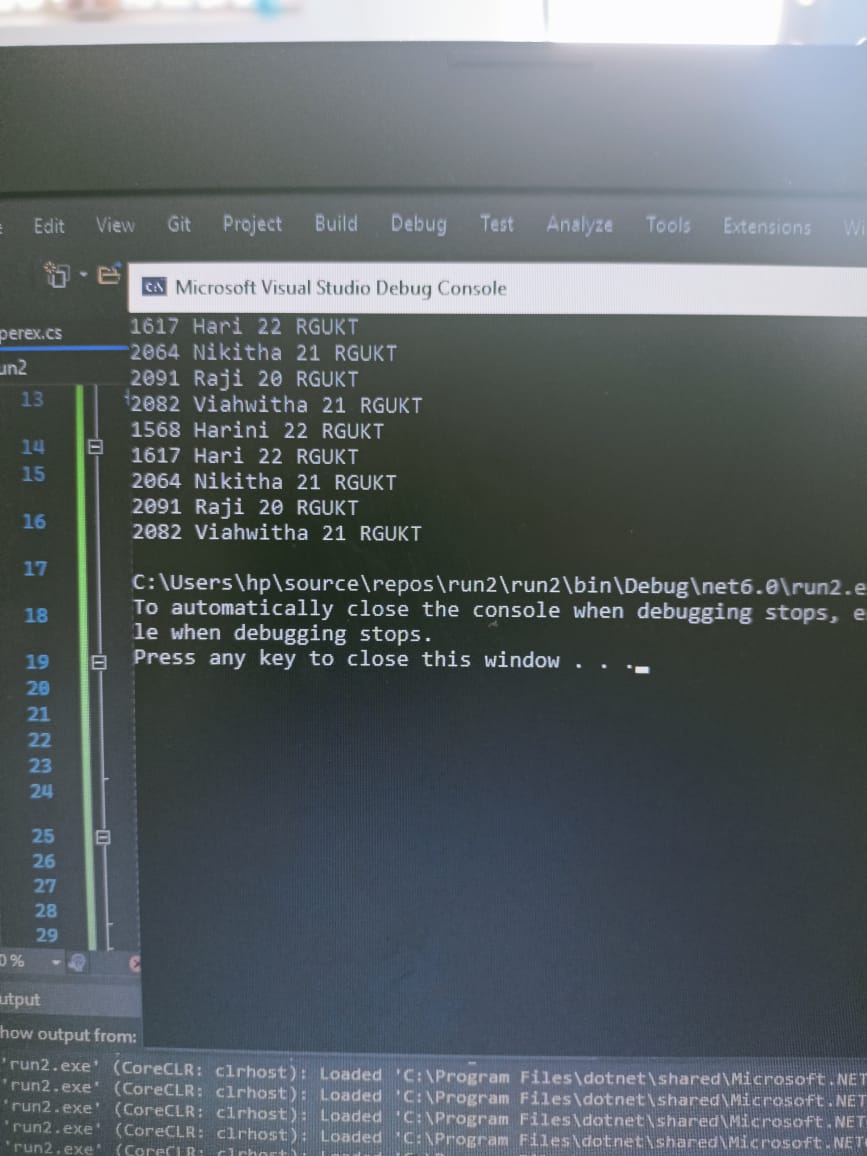 Edit View Git Project Build Debug Test Analyze Tools Extensions
Microsoft Visual Studio Debug Console
perex.cs
un2
1617 Hari 22 RGUKT
2064 Nikitha 21 RGUKT
2091 Raji 20 RGUKT
2082 Viahwitha 21 RGUKT
1568 Harini 22 RGUKT
1617 Hari 22 RGUKT
2064 Nikitha 21 RGUKT
2091 Raji 20 RGUKT
2082 Viahwitha 21 RGUKT
C:\Users\hp\source\repos\run2\run2\bin\Debug\net6.0\run2.e
To automatically close the console when debugging stops, e
le when debugging stops.
Press any key to close this window . . .
13
14
15
16
17
18
19
20
21
22
23
24
25
26
27
28
29
0 %
utput
how output from:
'run2.exe' (CoreCLR: clrhost): Loaded 'C:\Program Files\dotnet\shared\Microsoft.NET
'run2.exe' (CoreCLR: clrhost): Loaded 'C:\Program Files\dotnet\shared\Microsoft.NET
'run2.exe' (CoreCLR: clrhost): Loaded 'C:\Program Files\dotnet\shared\Microsoft.NET
'run2.exe' (CoreCLR: clrhost): Loaded 'C:\Program Files\dotnet\shared\Microsoft.NET
'run2.exe' (CoreCLR: